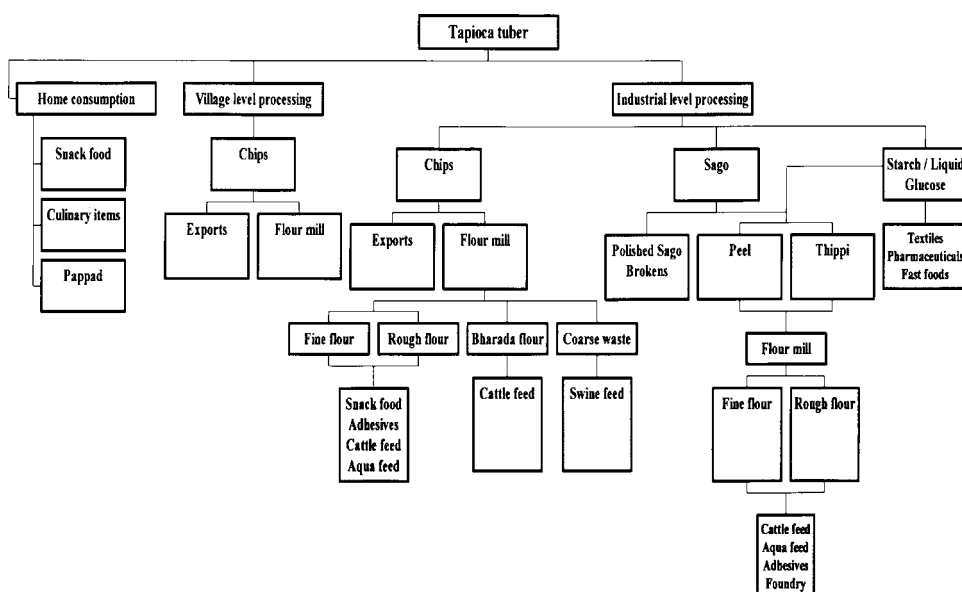 Tapioca tuber
Home consumption
Village level processing
Industrial level processing
Snack food
Culinary items
Pappad
Chips
Exports
Flour mill
Chips
Exports
Flour mill
Sago
Starch / Liquid
Glucose
Polished Sago
Brokens
Peel
Thippi
Textiles
Pharmaceuticals
Fast foods
Fine flour
Rough flour
Bharada flour
Coarse waste
Snack food
Adhesives
Cattle feed
Aqua feed
Cattle feed
Swine feed
Flour mill
Fine flour
Rough flour
Cattle feed
Aqua feed
Adhesives
Foundry